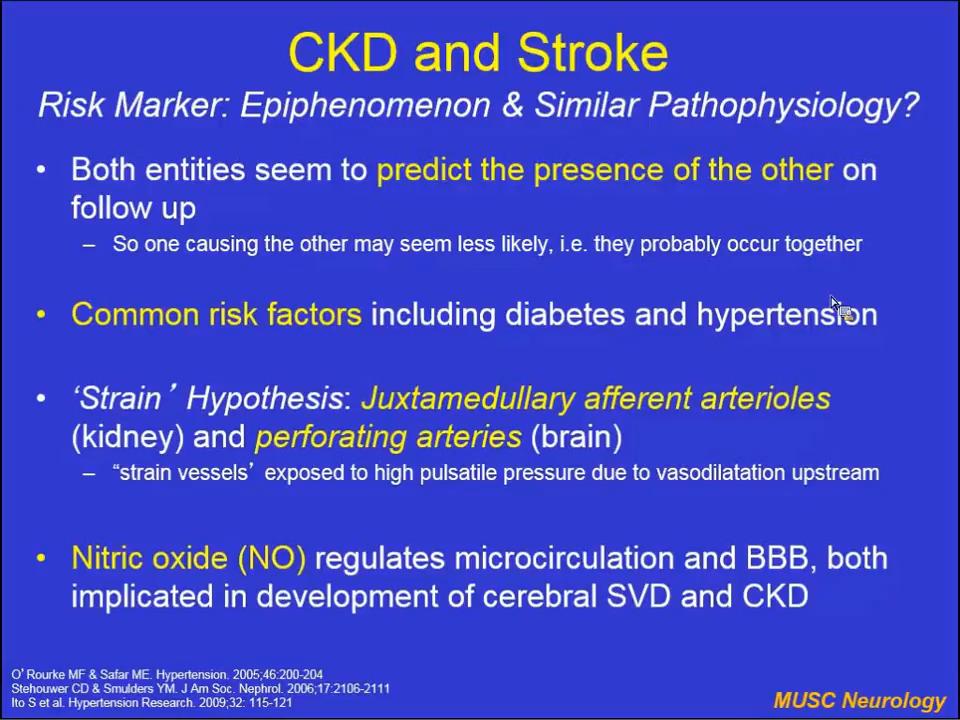 CKD and Stroke
Risk Marker: Epiphenomenon & Similar Pathophysiology?
• Both entities seem to predict the presence of the other on
follow up
– So one causing the other may seem less likely, i.e. they probably occur together
• Common risk factors including diabetes and hypertension
• ‘Strain’ Hypothesis: Juxtamedullary afferent arterioles
(kidney) and perforating arteries (brain)
– “strain vessels’ exposed to high pulsatile pressure due to vasodilatation upstream
• Nitric oxide (NO) regulates microcirculation and BBB, both
implicated in development of cerebral SVD and CKD
O’Rourke MF & Safar ME. Hypertension. 2005;46:200-204
Stehouwer CD & Smulders YM. J Am Soc. Nephrol. 2006;17:2106-2111
Ito S et al. Hypertension Research. 2009;32: 115-121
MUSC Neurology